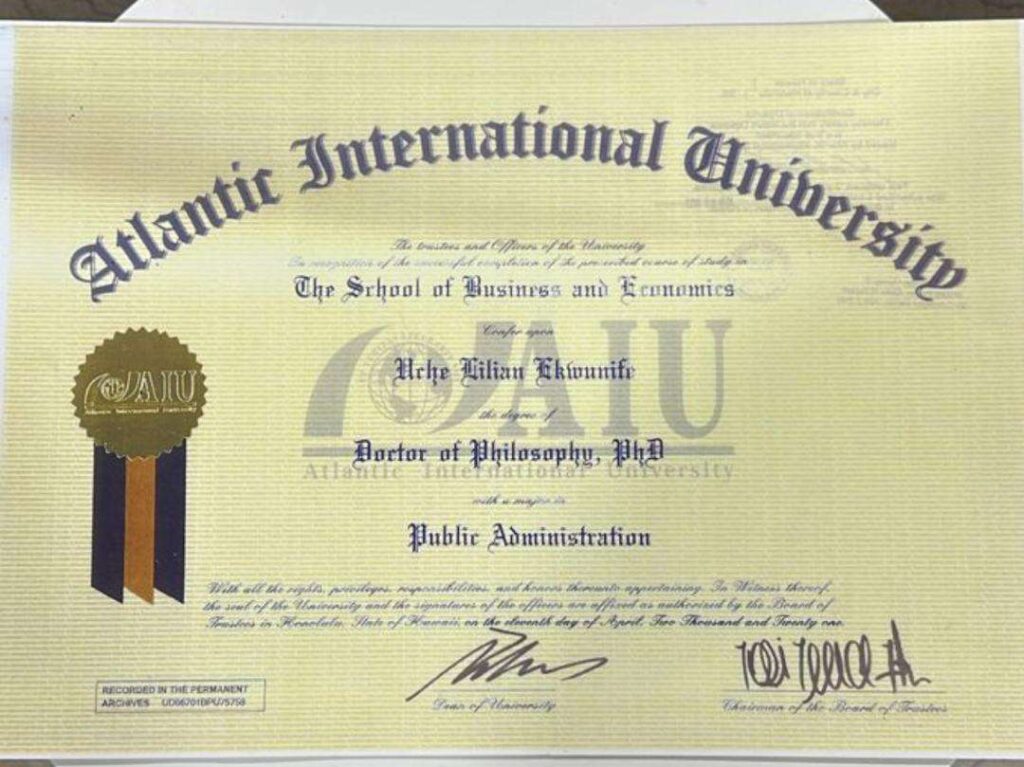 Atlantic International University
The trustees and Officers of the University
In recognition of the successful completion of the prescribed course of study in
The School of Business and Economics
Confer upon
Uche Lilian Ekwunife
the degree of
Doctor of Philosophy, PhD
with a major in
Public Administration
AIU
Atlantic International University
AIU
Atlantic International University
With all the rights, privileges, responsibilities, and honors thereunto appertaining. In Witness thereof,
the seal of the University and the signatures of the officers are affixed as authorized by the Board of
Trustees in Honolulu, State of Hawaii, on the eleventh day of April, Two Thousand and Twenty one.
RECORDED IN THE PERMANENT
ARCHIVES
Dean of University
Chairman of the Board of Trustees